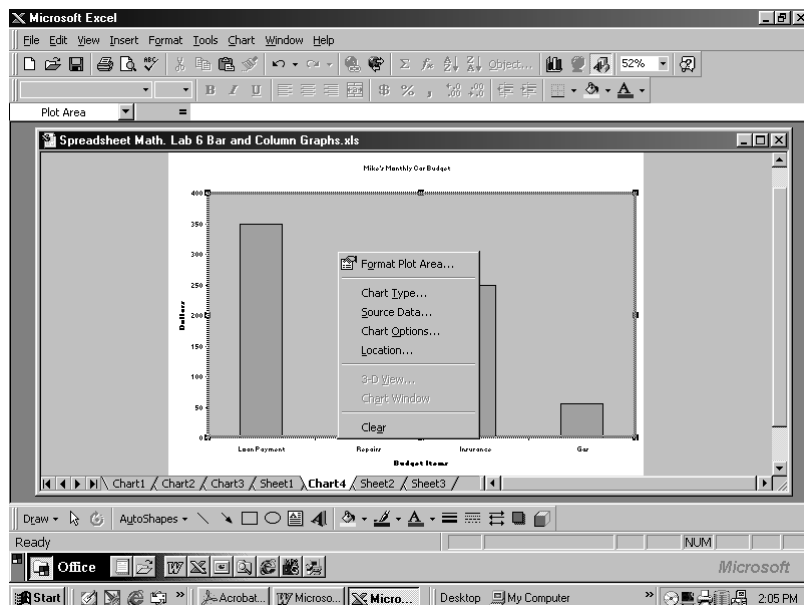 Microsoft Excel
File Edit View Insert Format Tools Chart Window Help
Object... 52%
B I U $ % ,
Plot Area =
Spreadsheet Math. Lab 6 Bar and Column Graphs.xls
Mike's Monthly Car Budget
400
350
300
250
200
150
100
50
0
Dollars
Format Plot Area...
Chart Type...
Source Data...
Chart Options...
Location...
3-D View...
Chart Window
Clear
Loan Payment Repairs Insurance Gas
Budget Items
Chart1 Chart2 Chart3 Sheet1 Chart4 Sheet2 Sheet3
Draw AutoShapes
Ready NUM
Office Microsoft
Start » Acrobat... Microso... Micro... Desktop My Computer » 2:05 PM